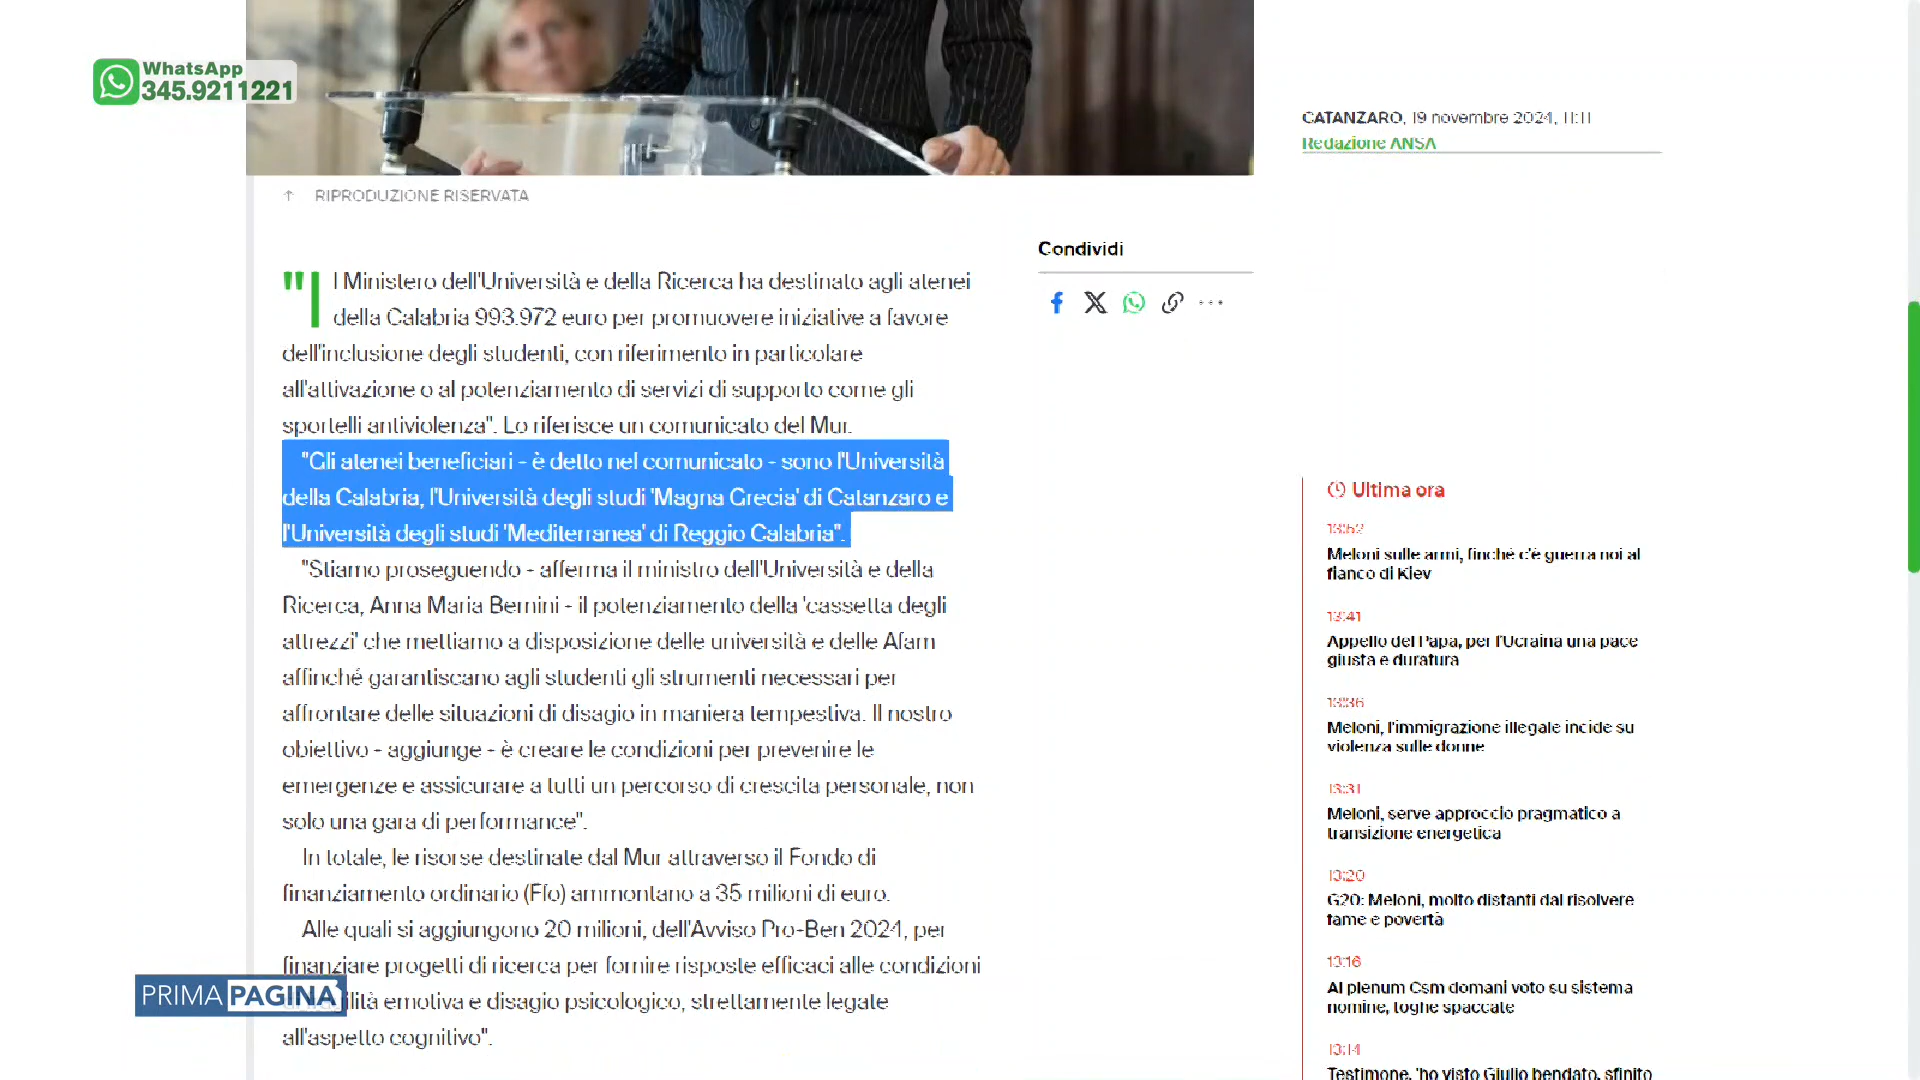 WhatsApp
345.9211221
CATANZARO, 19 novembre 2024, 11:11
Redazione ANSA
↑ RIPRODUZIONE RISERVATA
Condividi
"Il Ministero dell'Università e della Ricerca ha destinato agli atenei
della Calabria 993.972 euro per promuovere iniziative a favore
dell'inclusione degli studenti, con riferimento in particolare
all'attivazione o al potenziamento di servizi di supporto come gli
sportelli antiviolenza". Lo riferisce un comunicato del Mur.
"Gli atenei beneficiari - è detto nel comunicato - sono l'Università
della Calabria, l'Università degli studi 'Magna Grecia' di Catanzaro e
l'Università degli studi 'Mediterranea' di Reggio Calabria".
"Stiamo proseguendo - afferma il ministro dell'Università e della
Ricerca, Anna Maria Bernini - il potenziamento della 'cassetta degli
attrezzi' che mettiamo a disposizione delle università e delle Afam
affinché garantiscano agli studenti gli strumenti necessari per
affrontare delle situazioni di disagio in maniera tempestiva. Il nostro
obiettivo - aggiunge - è creare le condizioni per prevenire le
emergenze e assicurare a tutti un percorso di crescita personale, non
solo una gara di performance".
In totale, le risorse destinate dal Mur attraverso il Fondo di
finanziamento ordinario (Ffo) ammontano a 35 milioni di euro.
Alle quali si aggiungono 20 milioni, dell'Avviso Pro-Ben 2024, per
finanziare progetti di ricerca per fornire risposte efficaci alle condizioni
emotiva e disagio psicologico, strettamente legate
all'aspetto cognitivo".
PRIMA PAGINA
Ultima ora
13:52
Meloni sulle armi, finché c'è guerra noi al
fianco di Kiev
13:41
Appello del Papa, per l'Ucraina una pace
giusta e duratura
13:36
Meloni, l'immigrazione illegale incide su
violenza sulle donne
13:31
Meloni, serve approccio pragmatico a
transizione energetica
13:20
G20: Meloni, molto distanti dal risolvere
fame e povertà
13:16
Al plenum Csm domani voto su sistema
nomine, toghe spaccate
13:14
Testimone, 'ho visto Giulio bendato, sfinito